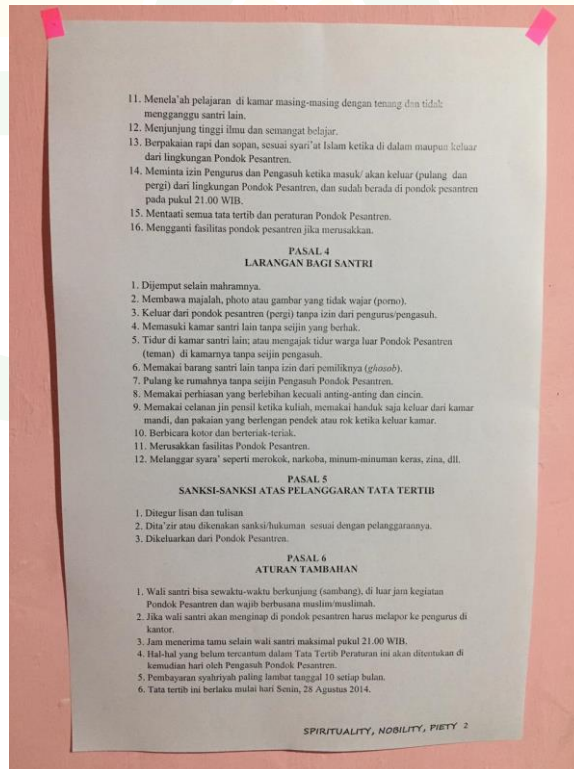 11. Menela'ah pelajaran di kamar masing-masing dengan tenang dan tidak
mengganggu santri lain.
12. Menjunjung tinggi ilmu dan semangat belajar.
13. Berpakaian rapi dan sopan, sesuai syari'at Islam ketika di dalam maupun keluar
dari lingkungan Pondok Pesantren.
14. Meminta izin Pengurus dan Pengasuh ketika masuk/ akan keluar (pulang dan
pergi) dari lingkungan Pondok Pesantren, dan sudah berada di pondok pesantren
pada pukul 21.00 WIB.
15. Mentaati semua tata tertib dan peraturan Pondok Pesantren.
16. Mengganti fasilitas pondok pesantren jika merusakkan.
PASAL 4
LARANGAN BAGI SANTRI
1. Dijemput selain mahramnya.
2. Membawa majalah, photo atau gambar yang tidak wajar (porno).
3. Keluar dari pondok pesantren (pergi) tanpa izin dari pengurus/pengasuh.
4. Memasuki kamar santri lain tanpa seijin yang berhak.
5. Tidur di kamar santri lain; atau mengajak tidur warga luar Pondok Pesantren
(teman) di kamarnya tanpa seijin pengasuh.
6. Memakai barang santri lain tanpa izin dari pemiliknya (ghosob).
7. Pulang ke rumahnya tanpa seijin Pengasuh Pondok Pesantren.
8. Memakai perhiasan yang berlebihan kecuali anting-anting dan cincin.
9. Memakai celanan jin pensil ketika kuliah, memakai handuk saja keluar dari kamar
mandi, dan pakaian yang berlengan pendek atau rok ketika keluar kamar.
10. Berbicara kotor dan berteriak-teriak.
11. Merusakkan fasilitas Pondok Pesantren.
12. Melanggar syara' seperti merokok, narkoba, minum-minuman keras, zina, dll.
PASAL 5
SANKSI-SANKSI ATAS PELANGGARAN TATA TERTIB
1. Ditegur lisan dan tulisan
2. Dita'zir atau dikenakan sanksi/hukuman sesuai dengan pelanggarannya.
3. Dikeluarkan dari Pondok Pesantren.
PASAL 6
ATURAN TAMBAHAN
1. Wali santri bisa sewaktu-waktu berkunjung (sambang), di luar jam kegiatan
Pondok Pesantren dan wajib berbusana muslim/muslimah.
2. Jika wali santri akan menginap di pondok pesantren harus melapor ke pengurus di
kantor.
3. Jam menerima tamu selain wali santri maksimal pukul 21.00 WIB.
4. Hal-hal yang belum tercantum dalam Tata Tertib Peraturan ini akan ditentukan di
kemudian hari oleh Pengasuh Pondok Pesantren.
5. Pembayaran syahriyah paling lambat tanggal 10 setiap bulan.
6. Tata tertib ini berlaku mulai hari Senin, 28 Agustus 2014.
SPIRITUALITY, NOBILITY, PIETY 2